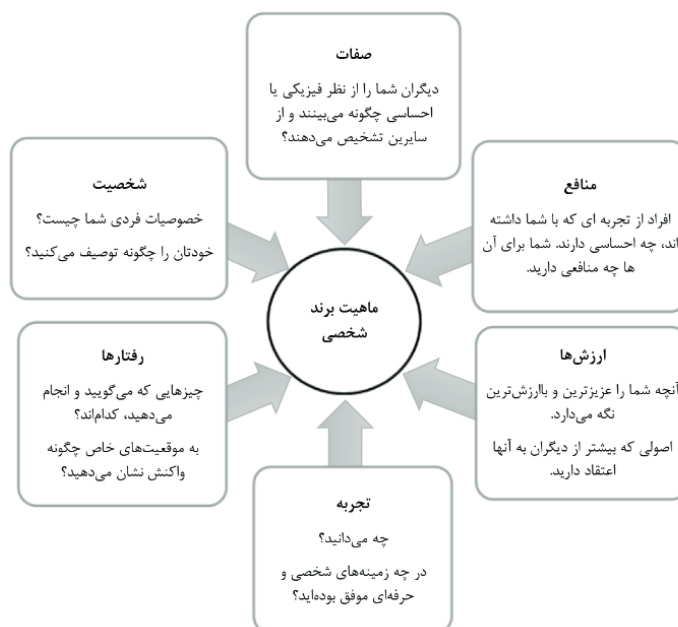 صفات
دیگران شما را از نظر فیزیکی یا
احساسی چگونه می‌بینند و از
سایرین تشخیص می‌دهند؟
منافع
افراد از تجربه ای که با شما داشته
اند، چه احساسی دارند. شما برای آن
ها چه منافعی دارید.
ارزش‌ها
آنچه شما را عزیزترین و باارزش‌ترین
نگه می‌دارد.
اصولی که بیشتر از دیگران به آنها
اعتقاد دارید.
تجربه
چه می‌دانید؟
در چه زمینه‌های شخصی و
حرفه‌ای موفق بوده‌اید؟
رفتارها
چیزهایی که می‌گویید و انجام
می‌دهید، کدام‌اند؟
به موقعیت‌های خاص چگونه
واکنش نشان می‌دهید؟
شخصیت
خصوصیات فردی شما چیست؟
خودتان را چگونه توصیف می‌کنید؟
ماهیت برند
شخصی